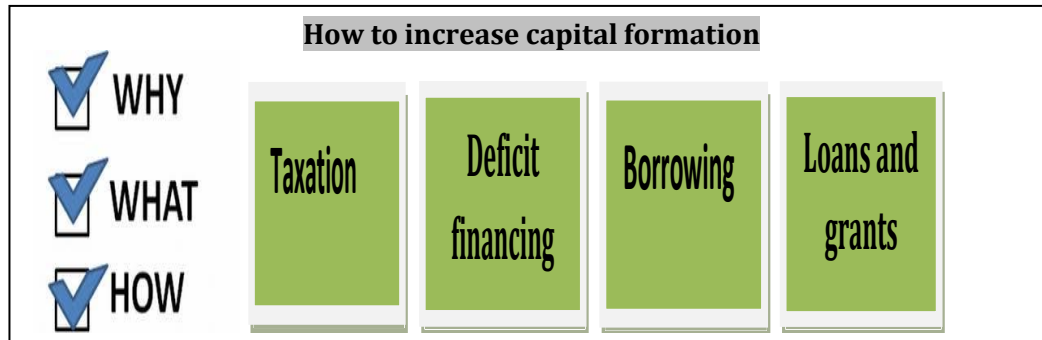 How to increase capital formation
WHY
WHAT
HOW
Taxation
Deficit
financing
Borrowing
Loans and
grants